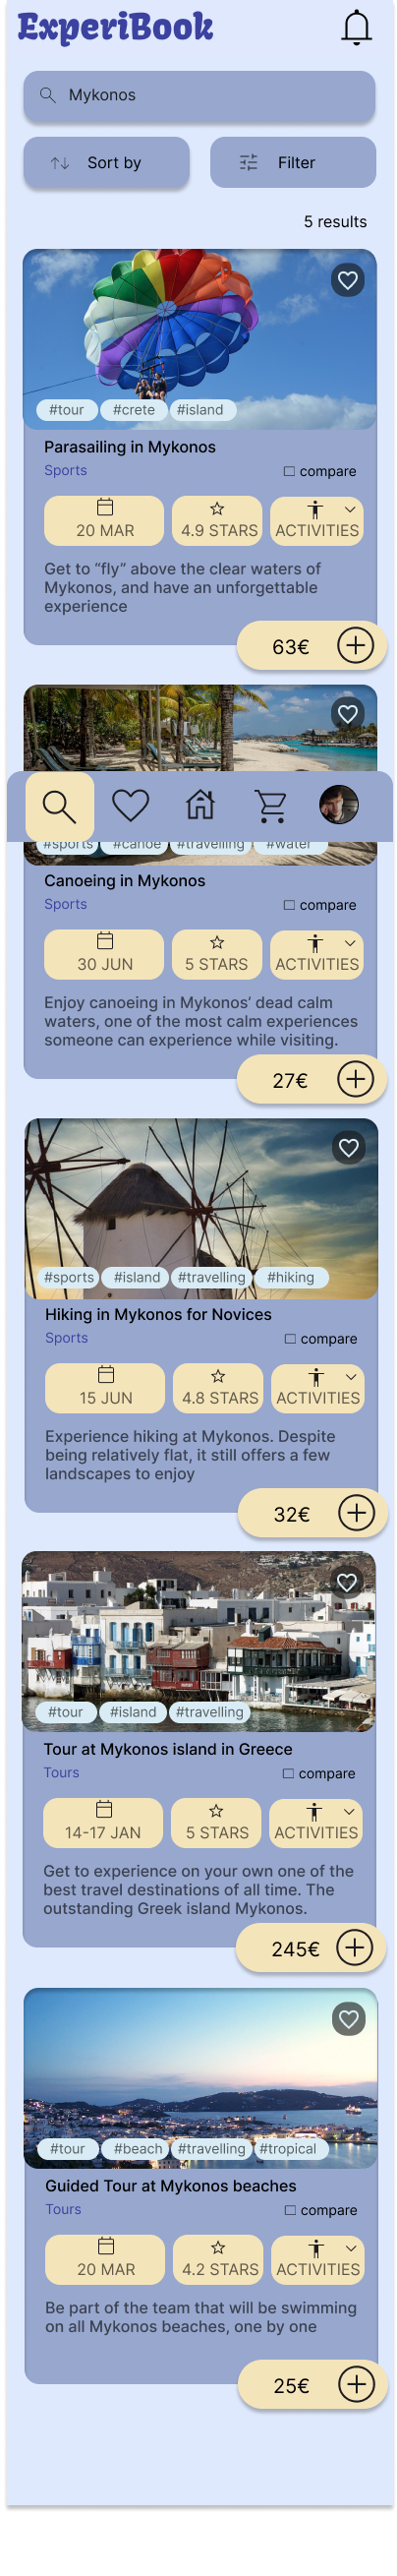 ExperiBook
Mykonos
Sort by
Filter
5 results
#tour #crete #island
Parasailing in Mykonos
Sports
compare
20 MAR
4.9 STARS
ACTIVITIES
Get to “fly” above the clear waters of
Mykonos, and have an unforgettable
experience
63€
#sports #canoe #travelling #water
Canoeing in Mykonos
Sports
compare
30 JUN
5 STARS
ACTIVITIES
Enjoy canoeing in Mykonos’ dead calm
waters, one of the most calm experiences
someone can experience while visiting.
27€
#sports #island #travelling #hiking
Hiking in Mykonos for Novices
Sports
compare
15 JUN
4.8 STARS
ACTIVITIES
Experience hiking at Mykonos. Despite
being relatively flat, it still offers a few
landscapes to enjoy
32€
#tour #island #travelling
Tour at Mykonos island in Greece
Tours
compare
14-17 JAN
5 STARS
ACTIVITIES
Get to experience on your own one of the
best travel destinations of all time. The
outstanding Greek island Mykonos.
245€
#tour #beach #travelling #tropical
Guided Tour at Mykonos beaches
Tours
compare
20 MAR
4.2 STARS
ACTIVITIES
Be part of the team that will be swimming
on all Mykonos beaches, one by one
25€